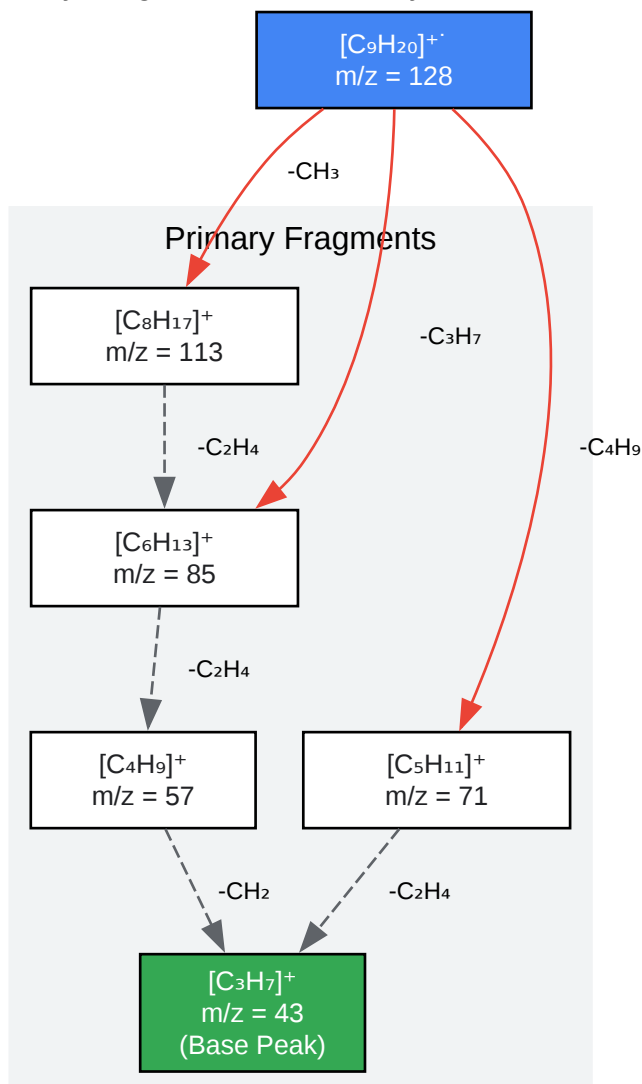 [C₉H₂₀]⁺˙
m/z = 128
-CH₃
Primary Fragments
[C₈H₁₇]⁺
m/z = 113
-C₃H₇
-C₂H₄
-C₄H₉
[C₆H₁₃]⁺
m/z = 85
-C₂H₄
[C₄H₉]⁺
m/z = 57
[C₅H₁₁]⁺
m/z = 71
-CH₂
-C₂H₄
[C₃H₇]⁺
m/z = 43
(Base Peak)